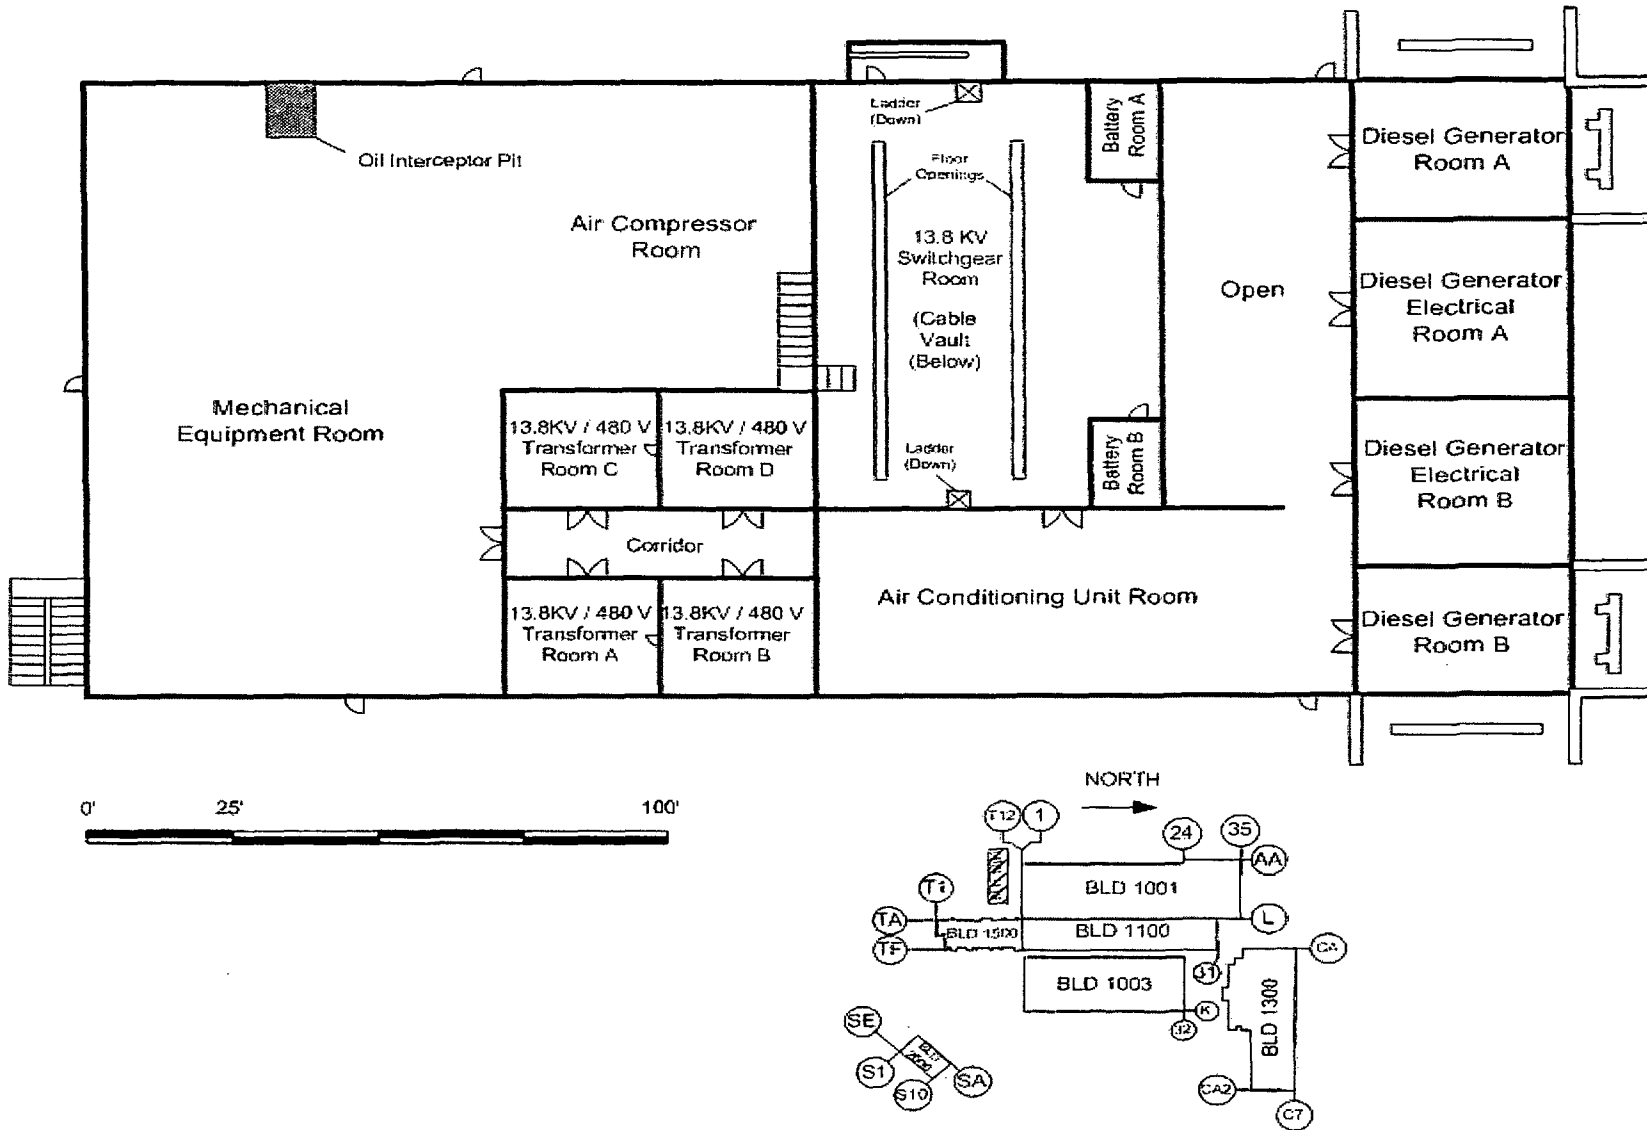 Oil Interceptor Pit
Air Compressor
Room
Mechanical
Equipment Room
13.8KV / 480 V
Transformer
Room C
13.8KV / 480 V
Transformer
Room D
Corridor
13.8KV / 480 V
Transformer
Room A
13.8KV / 480 V
Transformer
Room B
Ladder
(Down)
Floor
Openings
13.8 KV
Switchgear
Room
(Cable
Vault
(Below)
Ladder
(Down)
Battery
Room A
Battery
Room B
Open
Air Conditioning Unit Room
Diesel Generator
Room A
Diesel Generator
Electrical
Room A
Diesel Generator
Electrical
Room B
Diesel Generator
Room B
0'
25'
100'
NORTH
T12
1
24
35
AA
BLD 1001
T1
TA
L
BLD 1500
BLD 1100
TF
CA
31
BLD 1003
K
32
BLD 1300
SE
S1
S10
SA
CA2
C7